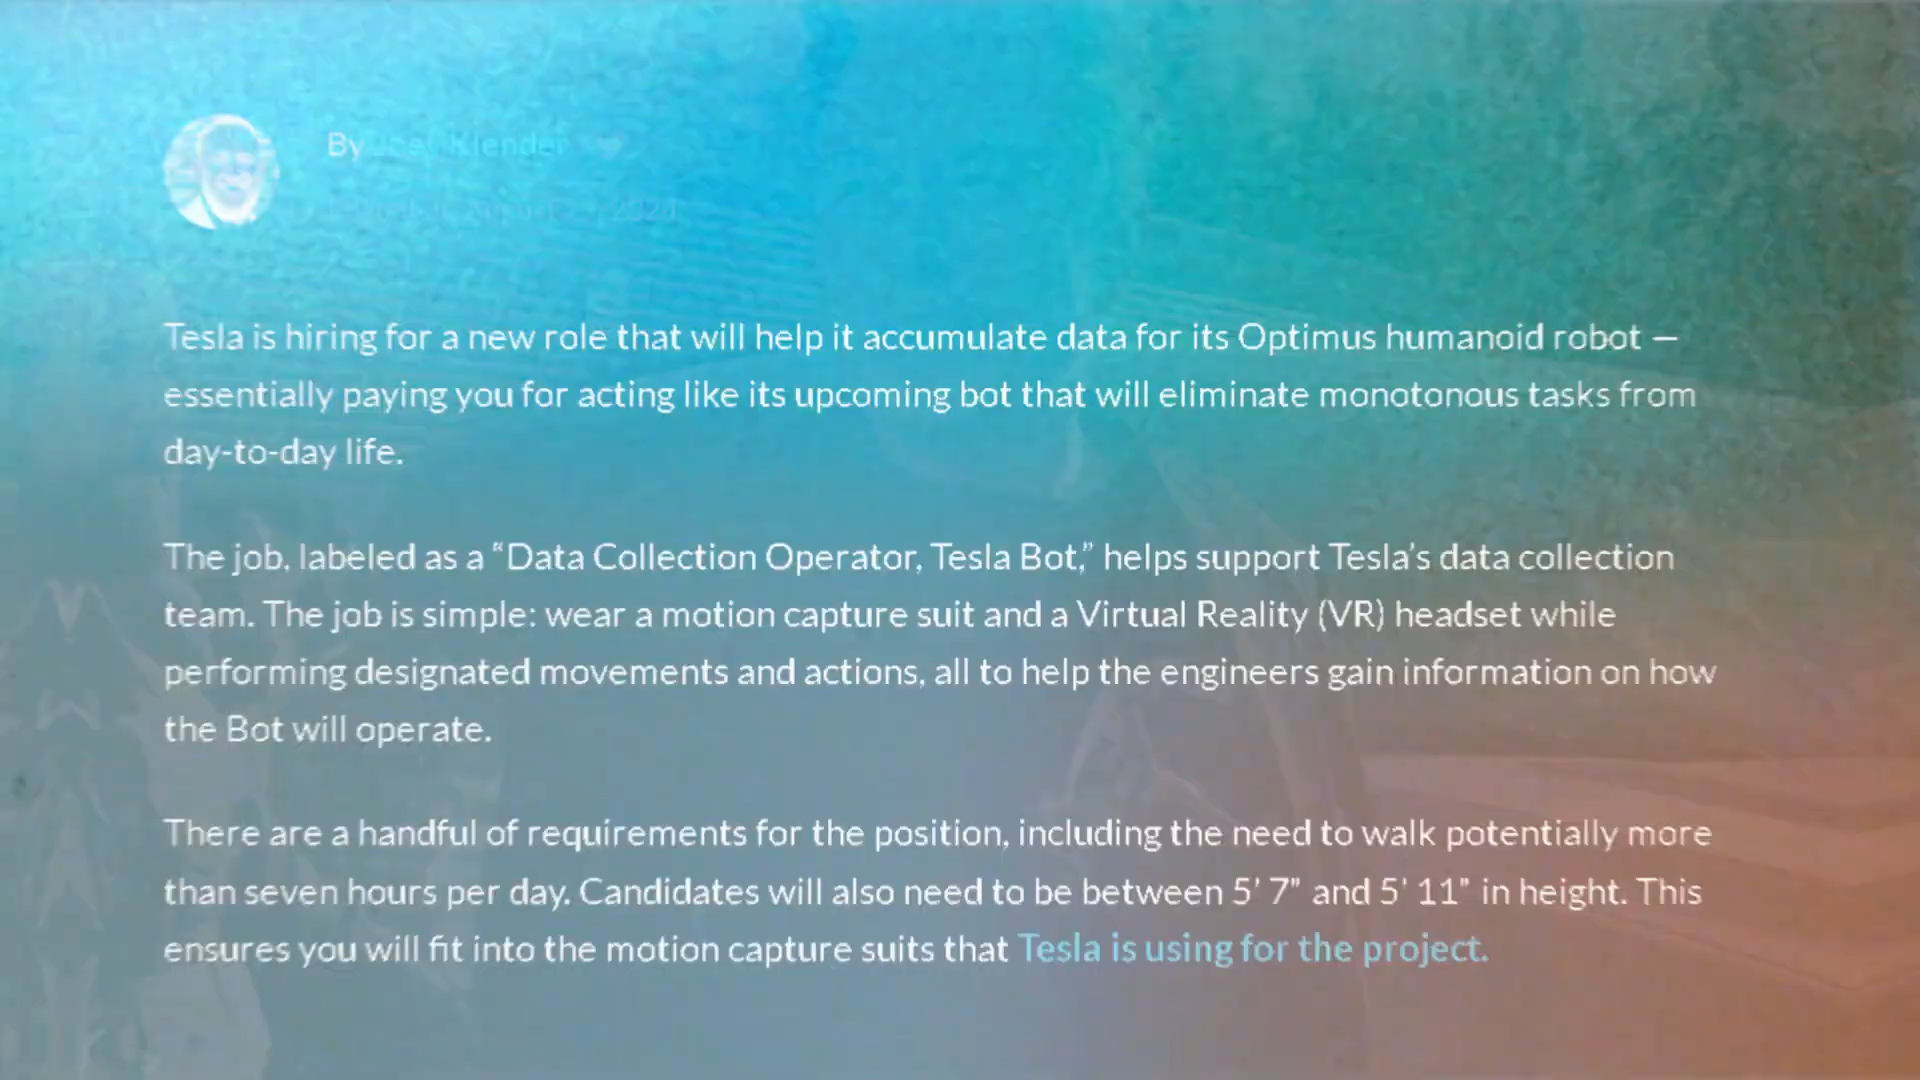 By Joey Klender
Tesla is hiring for a new role that will help it accumulate data for its Optimus humanoid robot —
essentially paying you for acting like its upcoming bot that will eliminate monotonous tasks from
day-to-day life.
The job, labeled as a “Data Collection Operator, Tesla Bot,” helps support Tesla’s data collection
team. The job is simple: wear a motion capture suit and a Virtual Reality (VR) headset while
performing designated movements and actions, all to help the engineers gain information on how
the Bot will operate.
There are a handful of requirements for the position, including the need to walk potentially more
than seven hours per day. Candidates will also need to be between 5’ 7” and 5’ 11” in height. This
ensures you will fit into the motion capture suits that Tesla is using for the project.